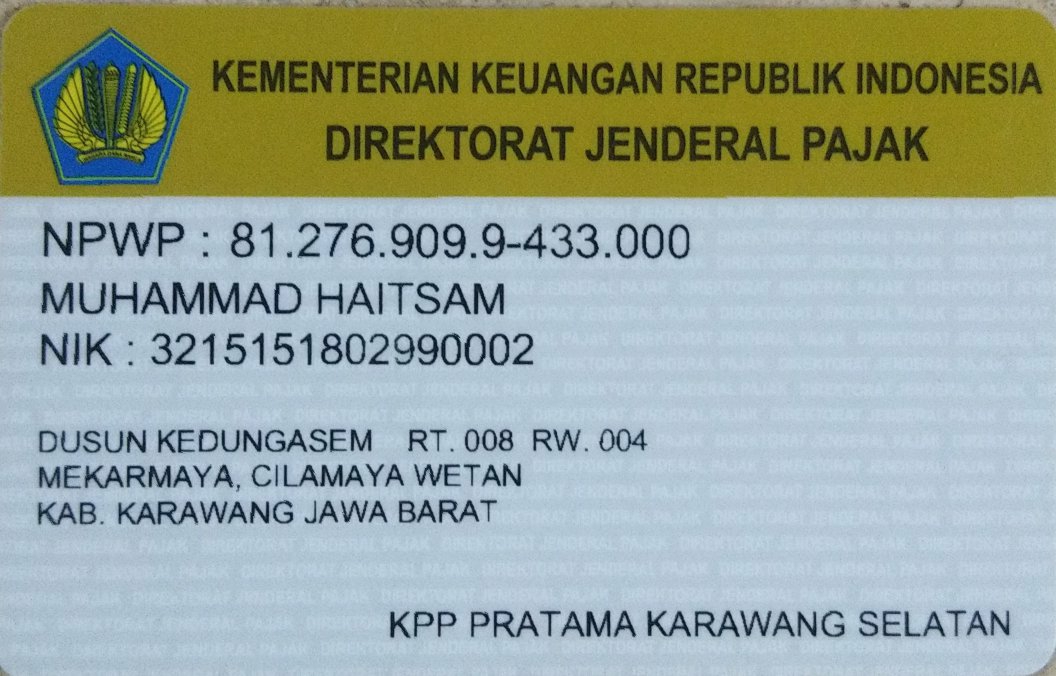 KEMENTERIAN KEUANGAN REPUBLIK INDONESIA
DIREKTORAT JENDERAL PAJAK
NPWP : 81.276.909.9-433.000
MUHAMMAD HAITSAM
NIK : 3215151802990002
DUSUN KEDUNGASEM RT. 008 RW. 004
MEKARMAYA, CILAMAYA WETAN
KAB. KARAWANG JAWA BARAT
KPP PRATAMA KARAWANG SELATAN